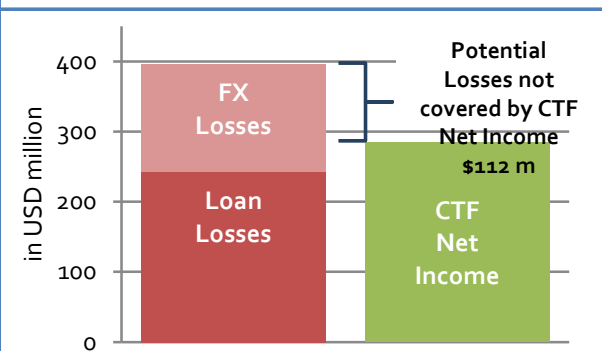 Potential
Losses not
covered by CTF
Net Income
$112 m
in USD million
400
300
200
100
0
FX
Losses
Loan
Losses
CTF
Net
Income